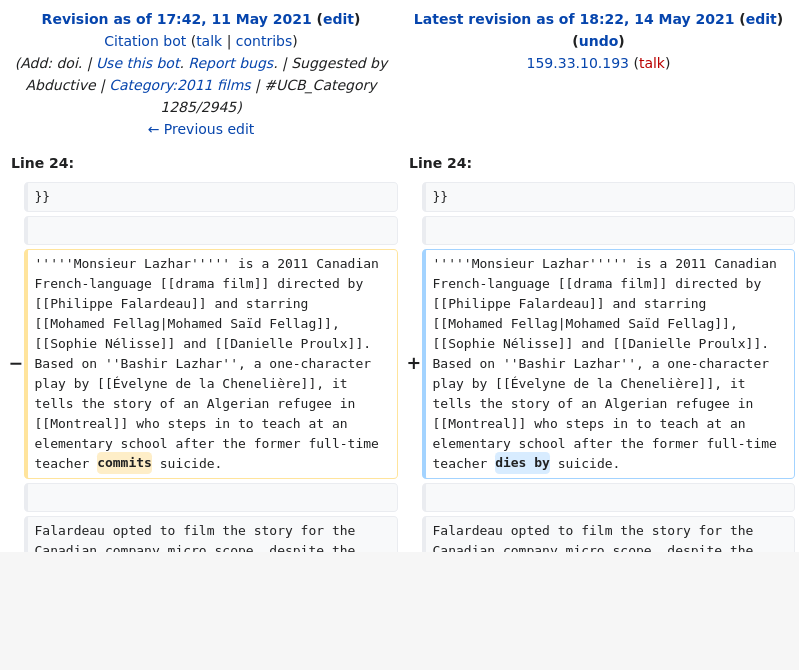 Revision as of 17:42, 11 May 2021 (edit)
Citation bot (talk | contribs)
(Add: doi. | Use this bot. Report bugs. | Suggested by
Abductive | Category:2011 films | #UCB_Category
1285/2945)
← Previous edit
Latest revision as of 18:22, 14 May 2021 (edit)
(undo)
159.33.10.193 (talk)
Line 24:
Line 24:
}}
}}
−
'''''Monsieur Lazhar''''' is a 2011 Canadian
French-language [[drama film]] directed by
[[Philippe Falardeau]] and starring
[[Mohamed Fellag|Mohamed Saïd Fellag]],
[[Sophie Nélisse]] and [[Danielle Proulx]].
Based on ''Bashir Lazhar'', a one-character
play by [[Évelyne de la Chenelière]], it
tells the story of an Algerian refugee in
[[Montreal]] who steps in to teach at an
elementary school after the former full-time
teacher commits suicide.
+
'''''Monsieur Lazhar''''' is a 2011 Canadian
French-language [[drama film]] directed by
[[Philippe Falardeau]] and starring
[[Mohamed Fellag|Mohamed Saïd Fellag]],
[[Sophie Nélisse]] and [[Danielle Proulx]].
Based on ''Bashir Lazhar'', a one-character
play by [[Évelyne de la Chenelière]], it
tells the story of an Algerian refugee in
[[Montreal]] who steps in to teach at an
elementary school after the former full-time
teacher dies by suicide.
Falardeau opted to film the story for the
Canadian company micro_scope, despite the
Falardeau opted to film the story for the
Canadian company micro_scope, despite the